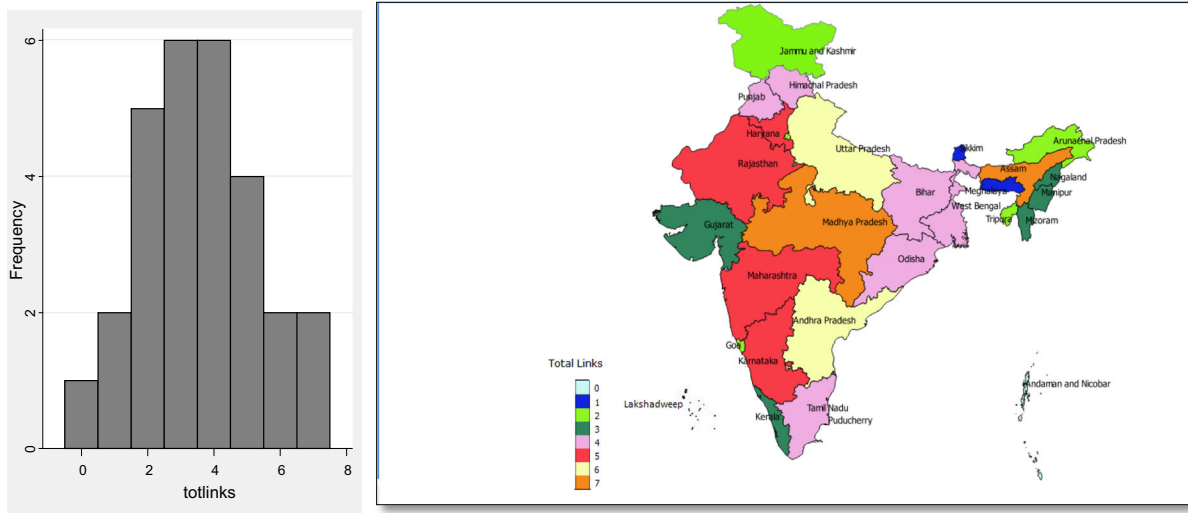 Frequency
6
4
2
0
0 2 4 6 8
totlinks
Jammu and Kashmir
Himachal Pradesh
Punjab
Haryana
Uttar Pradesh
Rajasthan
Sikkim
Arunachal Pradesh
Assam
Nagaland
Bihar
Meghalaya
Manipur
West Bengal
Tripura
Mizoram
Gujarat
Madhya Pradesh
Odisha
Maharashtra
Andhra Pradesh
Goa
Karnataka
Andaman and Nicobar
Lakshadweep
Kerala
Tamil Nadu
Puducherry
Total Links
0
1
2
3
4
5
6
7